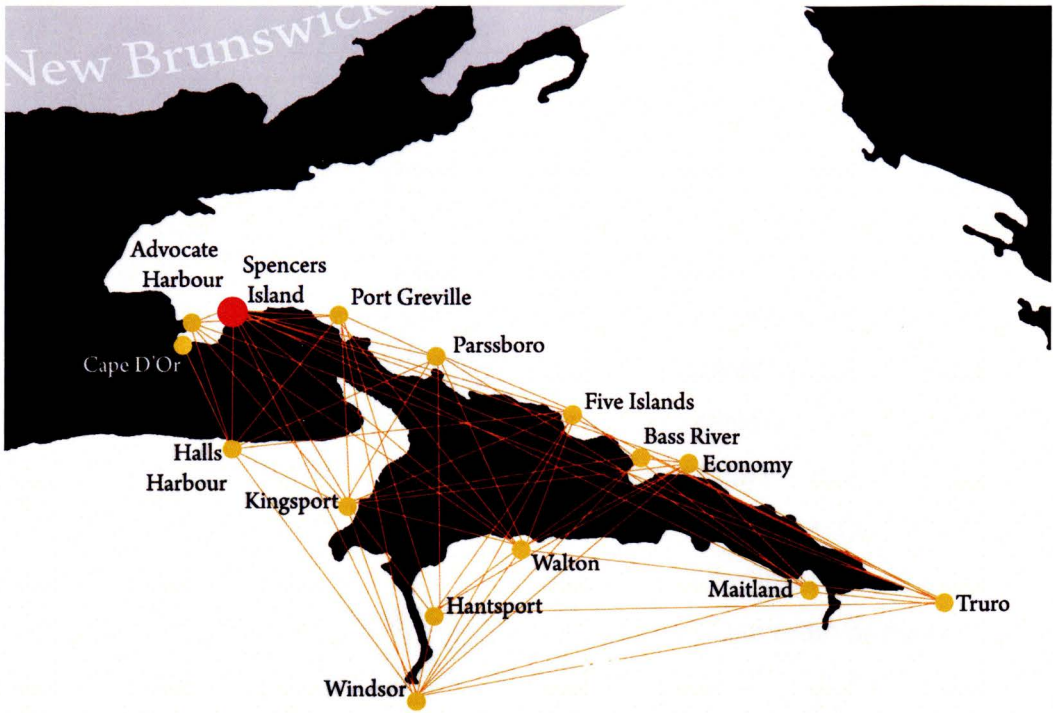 New Brunswick
Advocate
Harbour
Spencers
Island
Port Greville
Cape D'Or
Parssboro
Five Islands
Bass River
Economy
Halls
Harbour
Kingsport
Walton
Maitland
Hantsport
Truro
Windsor